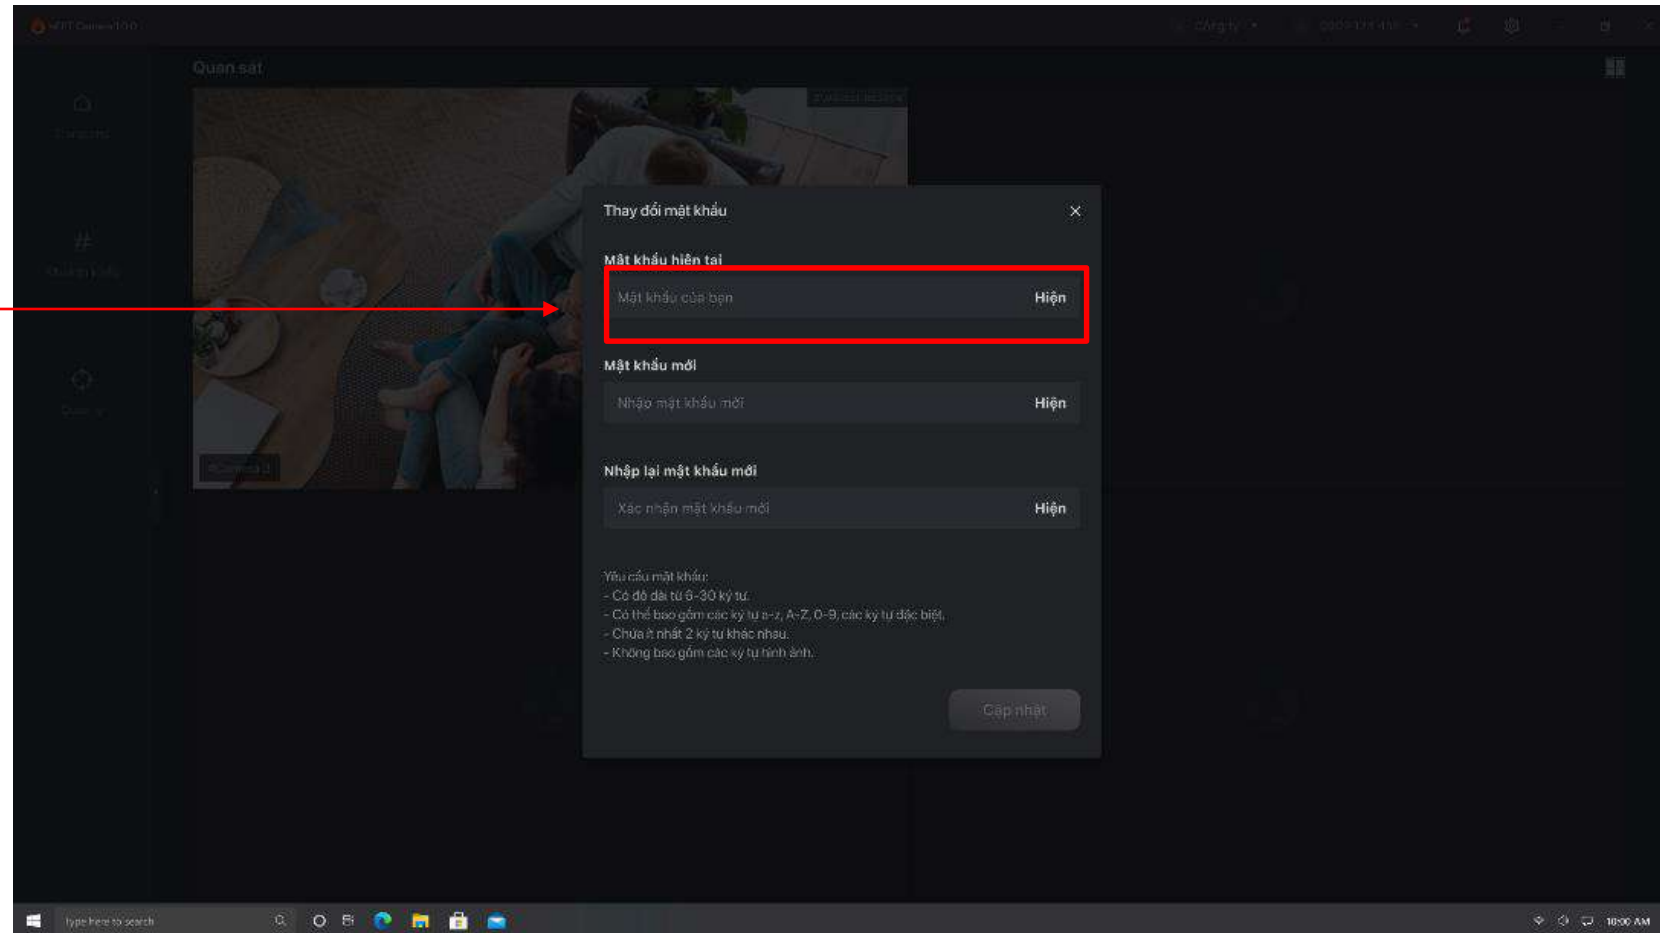 Quan sát
Thay đổi mật khẩu
Mật khẩu hiện tại
Mật khẩu của bạn
Hiện
Mật khẩu mới
Nhập mật khẩu mới
Hiện
Nhập lại mật khẩu mới
Xác nhận mật khẩu mới
Hiện
Yêu cầu mật khẩu:
- Có độ dài từ 6-30 ký tự.
- Có thể bao gồm các ký tự a-z, A-Z, 0-9, các ký tự đặc biệt.
- Chứa ít nhất 2 ký tự khác nhau.
- Không bao gồm các ký tự hình ảnh.
Cập nhật
Type here to search
10:00 AM